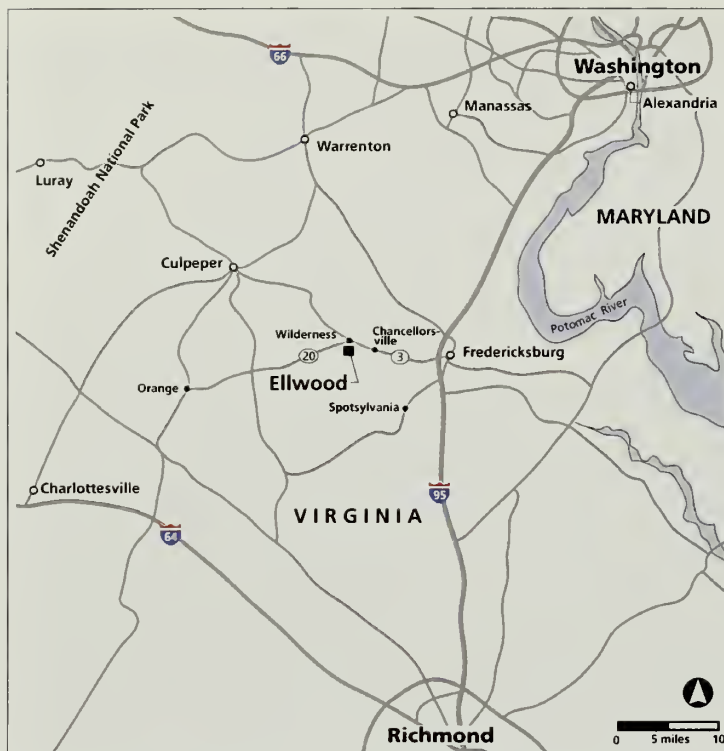 66
Washington
Manassas
Alexandria
Warrenton
Luray
Shenandoah National Park
MARYLAND
Culpeper
Potomac River
Wilderness
Chancellors-
ville
20
3
Fredericksburg
Ellwood
Orange
Spotsylvania
Charlottesville
95
VIRGINIA
64
Richmond
0 5 miles 10